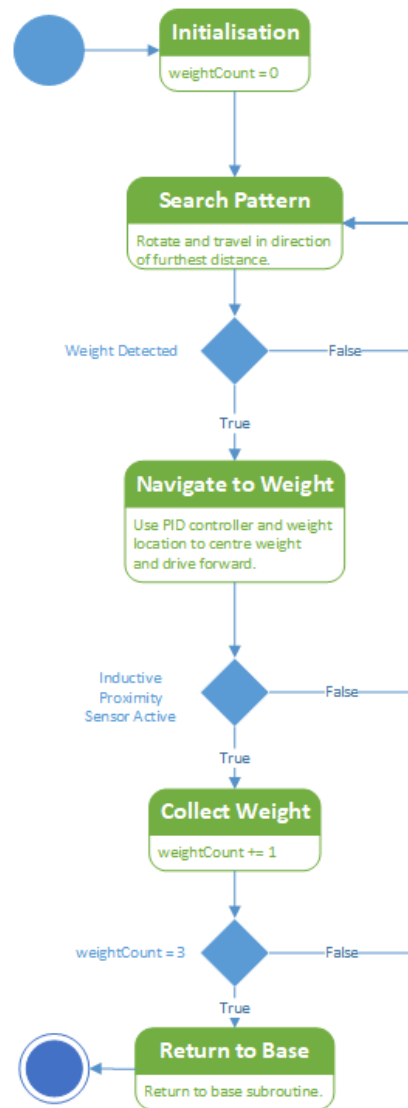 Initialisation
weightCount = 0
Search Pattern
Rotate and travel in direction
of furthest distance.
Weight Detected
False
True
Navigate to Weight
Use PID controller and weight
location to centre weight
and drive forward.
Inductive
Proximity
Sensor Active
False
True
Collect Weight
weightCount += 1
weightCount = 3
False
True
Return to Base
Return to base subroutine.